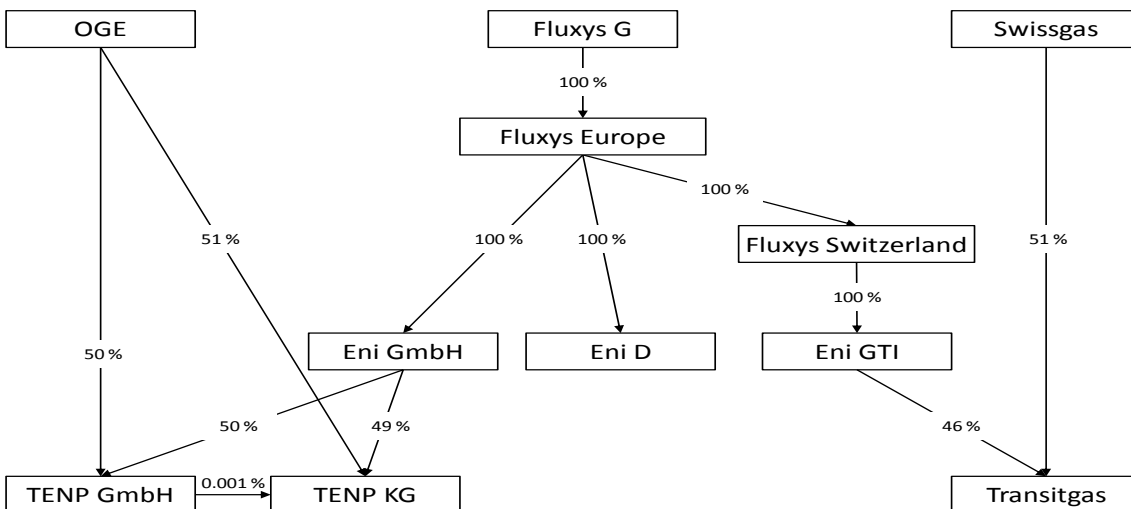 OGE
Fluxys G
Swissgas
100 %
Fluxys Europe
100 %
51 %
100 %
100 %
Fluxys Switzerland
51 %
100 %
50 %
Eni GmbH
Eni D
Eni GTI
50 %
49 %
46 %
0.001 %
TENP GmbH
TENP KG
Transitgas